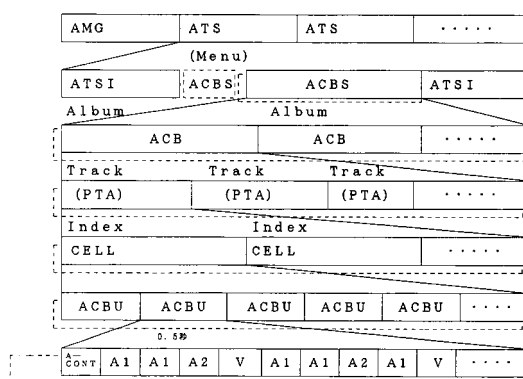 AMG ATS ATS ·····
(Menu)
ATSI ACBS ACBS ATSI
Album Album
ACB ACB ·····
Track Track Track
(PTA) (PTA) (PTA) ·····
Index Index
CELL CELL ·····
ACBU ACBU ACBU ACBU ACBU ····
0.5秒
A-CONT A1 A1 A2 V A1 A1 A2 A1 V ····